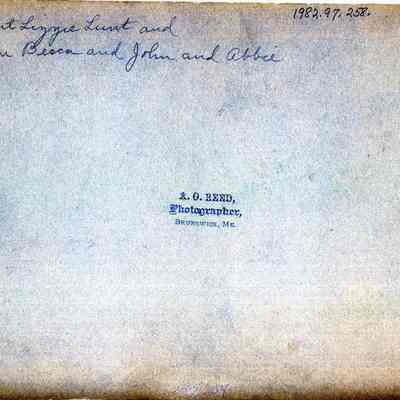 1982.97.258.
Lizzie Lunt and
Becca and John and Abbie
A. O. REED,
Photographer,
BRUNSWICK, ME.